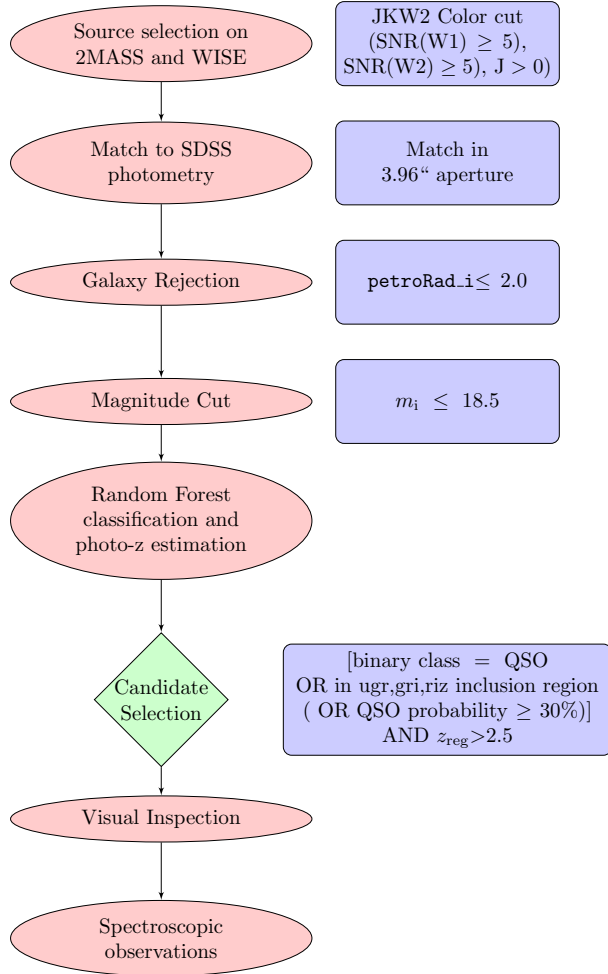 Source selection on
2MASS and WISE
JKW2 Color cut
(SNR(W1) ≥ 5),
SNR(W2) ≥ 5), J > 0)
Match to SDSS
photometry
Match in
3.96“ aperture
Galaxy Rejection
petroRad_i≤ 2.0
Magnitude Cut
mi ≤ 18.5
Random Forest
classification and
photo-z estimation
Candidate
Selection
[binary class = QSO
OR in ugr,gri,riz inclusion region
( OR QSO probability ≥ 30%)]
AND zreg>2.5
Visual Inspection
Spectroscopic
observations